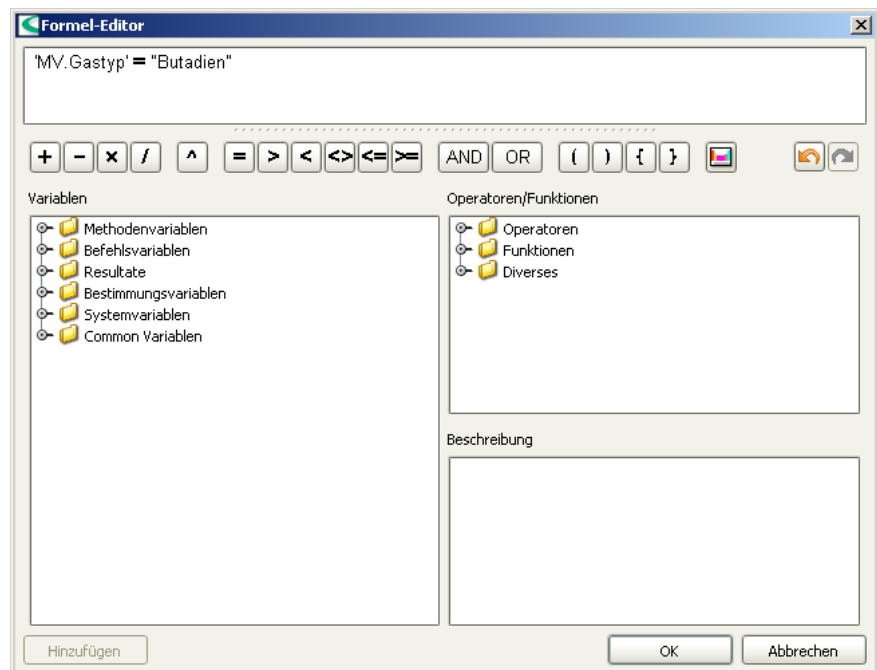 Formel-Editor
'MV.Gastyp' = "Butadien"
+ − × / ^ = > < <> <= >= AND OR ( ) { }
Variablen
Methodenvariablen
Befehlsvariablen
Resultate
Bestimmungsvariablen
Systemvariablen
Common Variablen
Operatoren/Funktionen
Operatoren
Funktionen
Diverses
Beschreibung
Hinzufügen
OK
Abbrechen